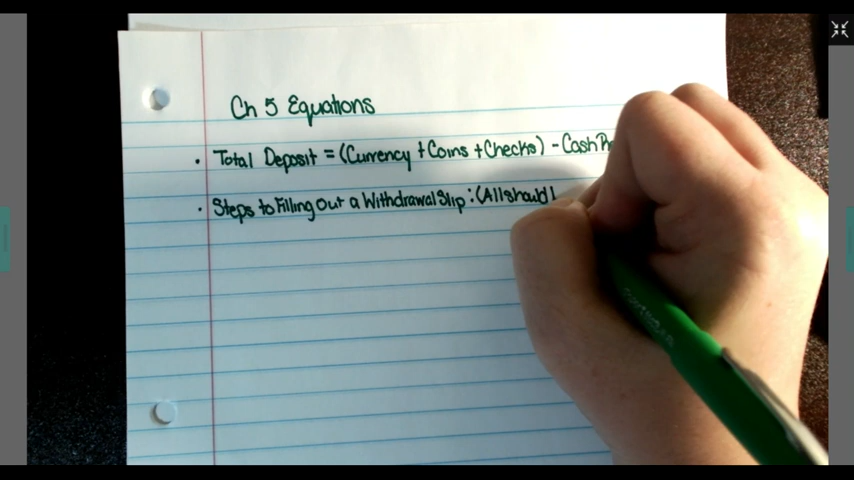 Ch 5 Equations
• Total Deposit = (Currency + Coins + Checks) - Cash
• Steps to Filling Out a Withdrawal Slip: (All should